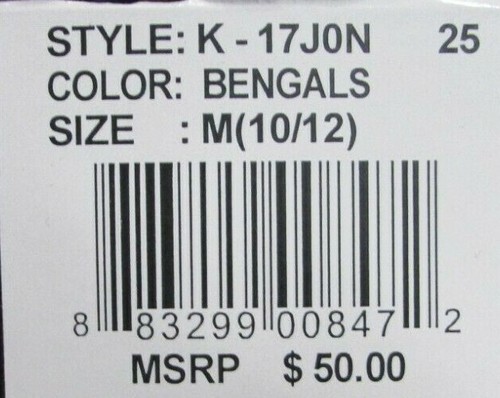 STYLE: K - 17J0N 25
COLOR: BENGALS
SIZE : M(10/12)
8 83299 00847 2
MSRP $ 50.00